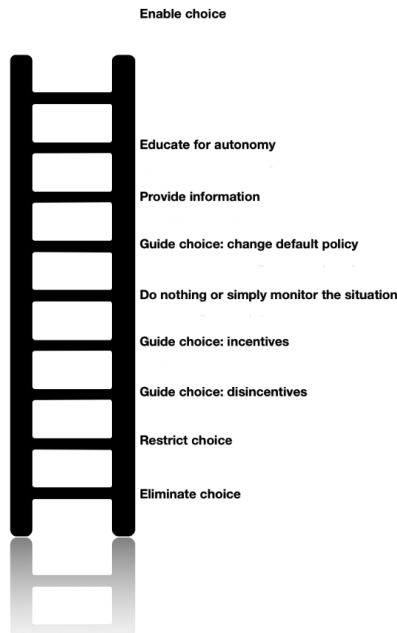 Enable choice
Educate for autonomy
Provide information
Guide choice: change default policy
Do nothing or simply monitor the situation
Guide choice: incentives
Guide choice: disincentives
Restrict choice
Eliminate choice